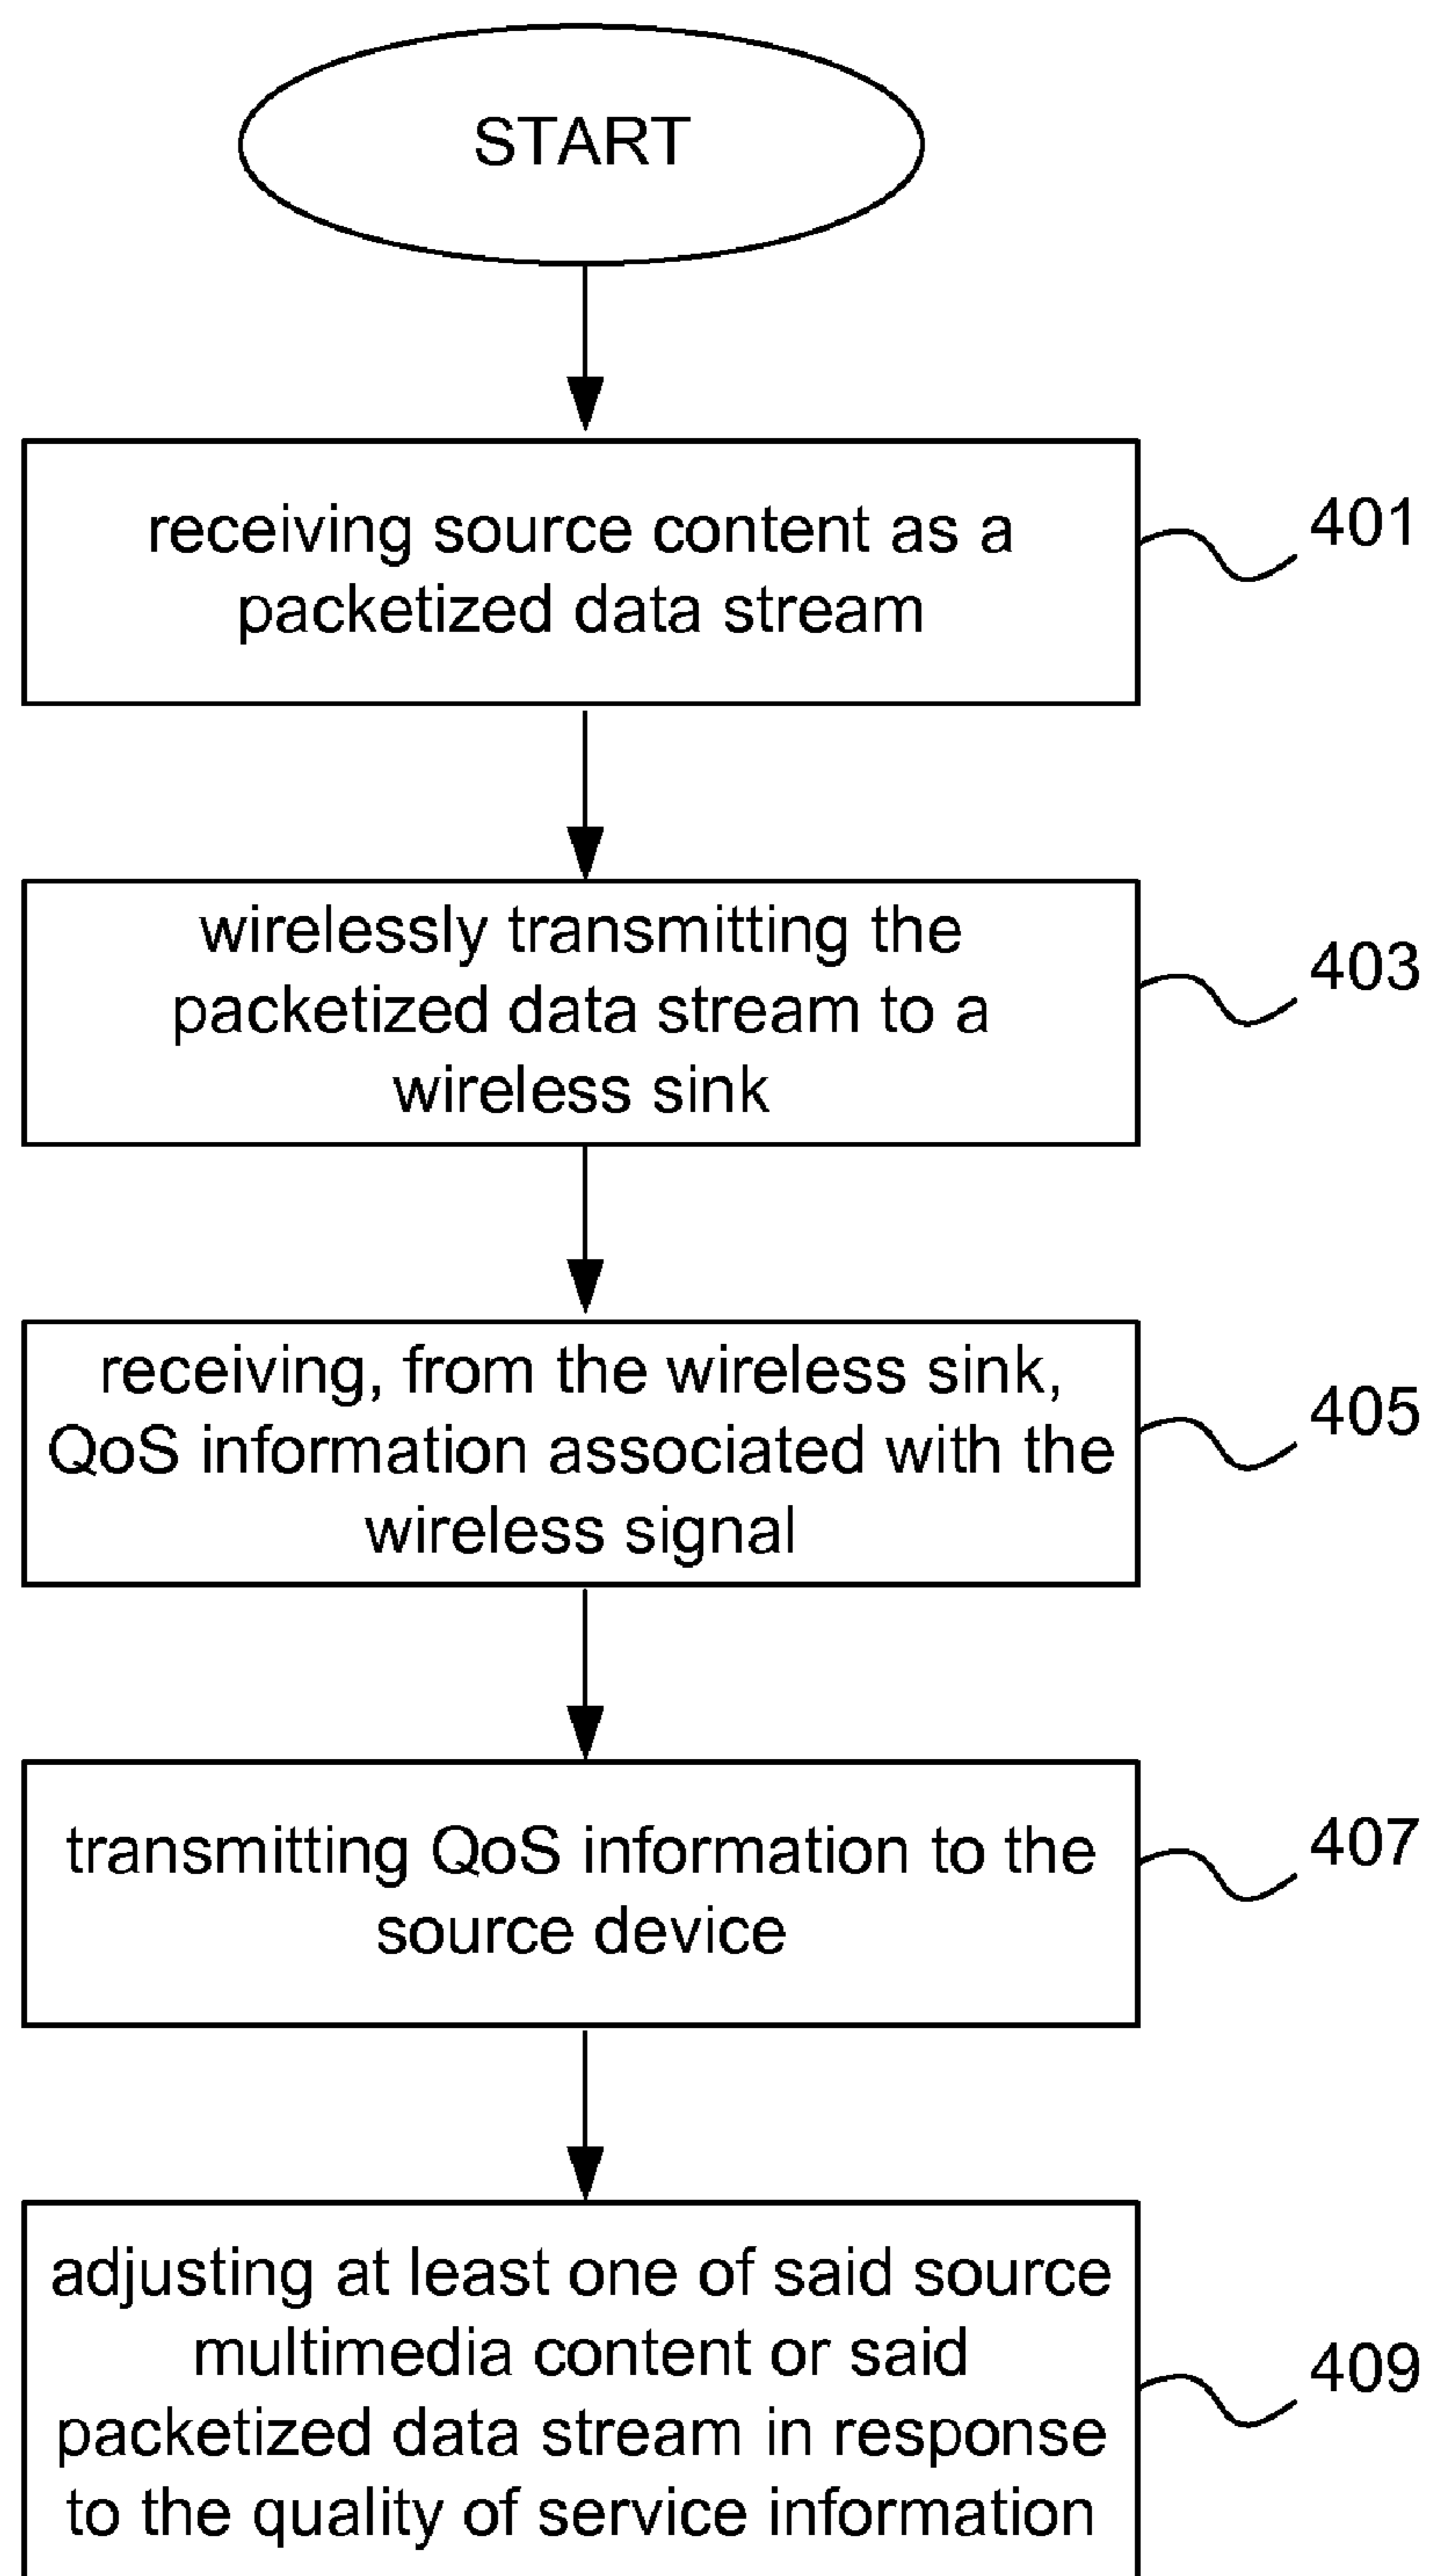 START
receiving source content as a
packetized data stream
401
wirelessly transmitting the
packetized data stream to a
wireless sink
403
receiving, from the wireless sink,
QoS information associated with the
wireless signal
405
transmitting QoS information to the
source device
407
adjusting at least one of said source
multimedia content or said
packetized data stream in response
to the quality of service information
409